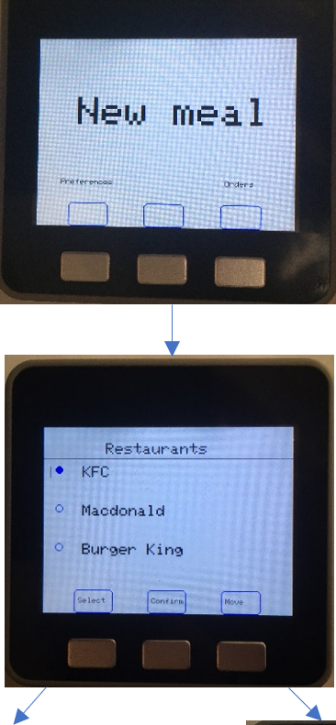 New meal
Preferences Orders
Restaurants
KFC
Macdonald
Burger King
Select Confirm Move